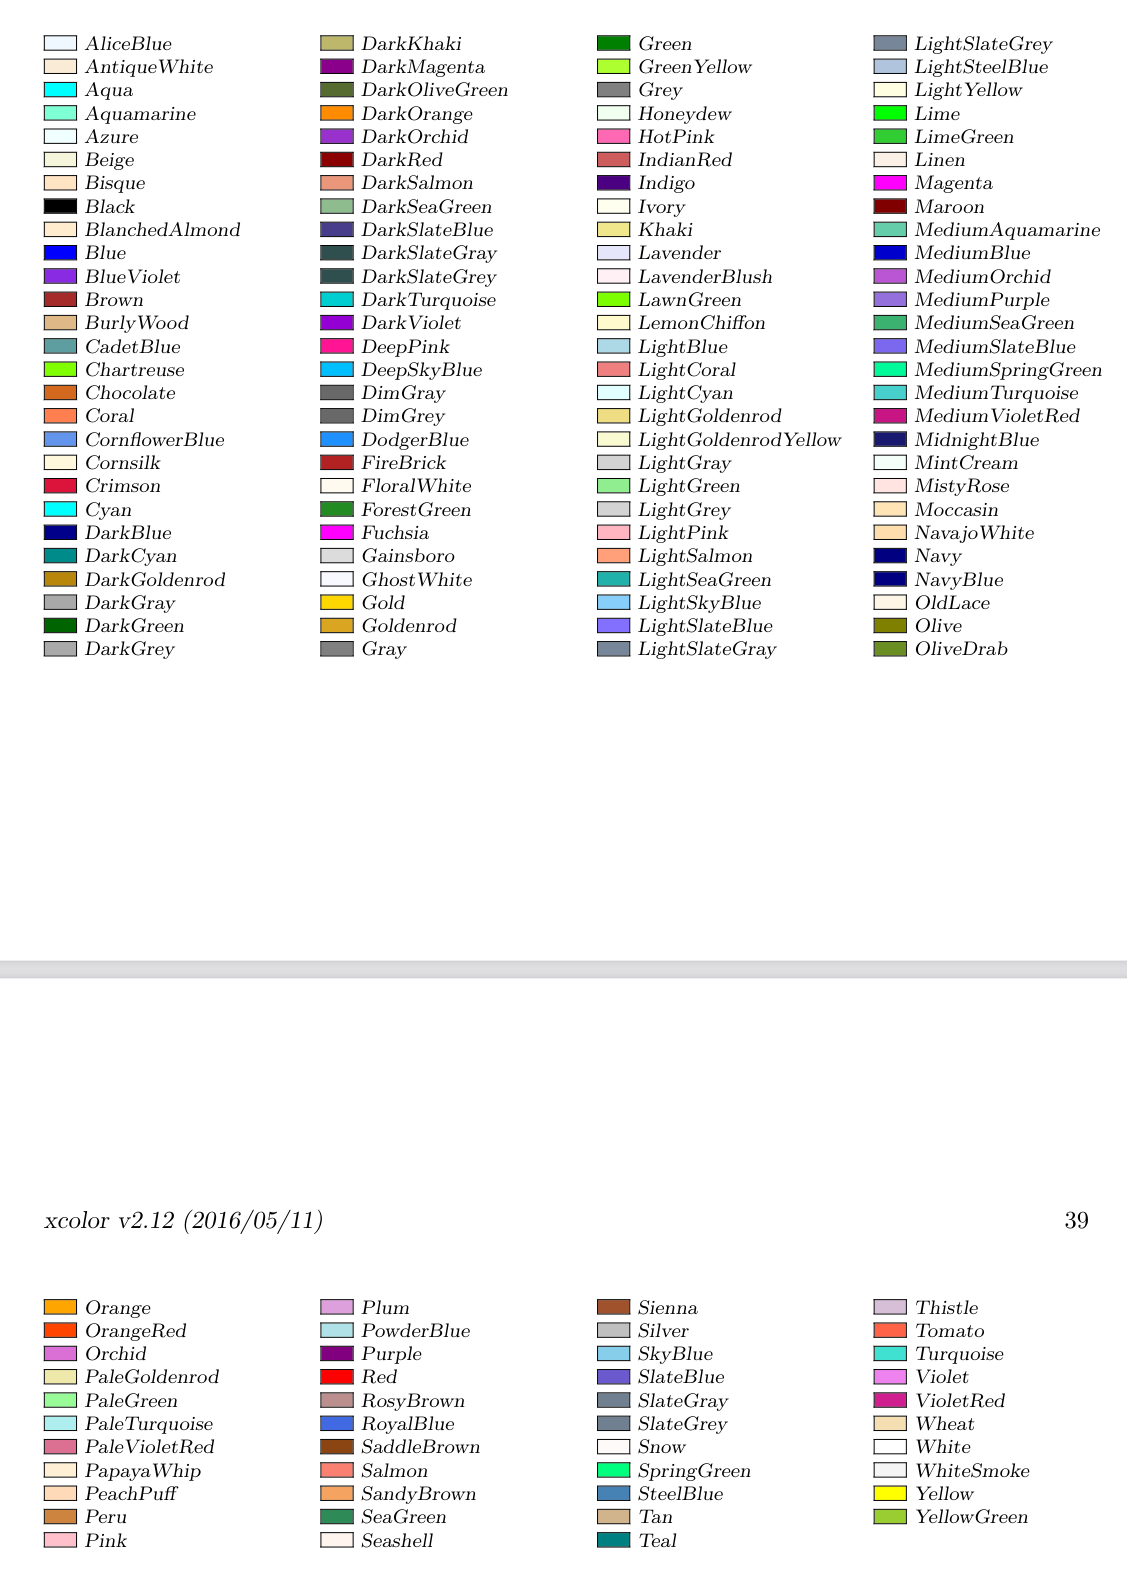 AliceBlue
AntiqueWhite
Aqua
Aquamarine
Azure
Beige
Bisque
Black
BlanchedAlmond
Blue
BlueViolet
Brown
BurlyWood
CadetBlue
Chartreuse
Chocolate
Coral
CornflowerBlue
Cornsilk
Crimson
Cyan
DarkBlue
DarkCyan
DarkGoldenrod
DarkGray
DarkGreen
DarkGrey
DarkKhaki
DarkMagenta
DarkOliveGreen
DarkOrange
DarkOrchid
DarkRed
DarkSalmon
DarkSeaGreen
DarkSlateBlue
DarkSlateGray
DarkSlateGrey
DarkTurquoise
DarkViolet
DeepPink
DeepSkyBlue
DimGray
DimGrey
DodgerBlue
FireBrick
FloralWhite
ForestGreen
Fuchsia
Gainsboro
GhostWhite
Gold
Goldenrod
Gray
Green
GreenYellow
Grey
Honeydew
HotPink
IndianRed
Indigo
Ivory
Khaki
Lavender
LavenderBlush
LawnGreen
LemonChiffon
LightBlue
LightCoral
LightCyan
LightGoldenrod
LightGoldenrodYellow
LightGray
LightGreen
LightGrey
LightPink
LightSalmon
LightSeaGreen
LightSkyBlue
LightSlateBlue
LightSlateGray
LightSlateGrey
LightSteelBlue
LightYellow
Lime
LimeGreen
Linen
Magenta
Maroon
MediumAquamarine
MediumBlue
MediumOrchid
MediumPurple
MediumSeaGreen
MediumSlateBlue
MediumSpringGreen
MediumTurquoise
MediumVioletRed
MidnightBlue
MintCream
MistyRose
Moccasin
NavajoWhite
Navy
NavyBlue
OldLace
Olive
OliveDrab
xcolor v2.12 (2016/05/11) 39
Orange
OrangeRed
Orchid
PaleGoldenrod
PaleGreen
PaleTurquoise
PaleVioletRed
PapayaWhip
PeachPuff
Peru
Pink
Plum
PowderBlue
Purple
Red
RosyBrown
RoyalBlue
SaddleBrown
Salmon
SandyBrown
SeaGreen
Seashell
Sienna
Silver
SkyBlue
SlateBlue
SlateGray
SlateGrey
Snow
SpringGreen
SteelBlue
Tan
Teal
Thistle
Tomato
Turquoise
Violet
VioletRed
Wheat
White
WhiteSmoke
Yellow
YellowGreen